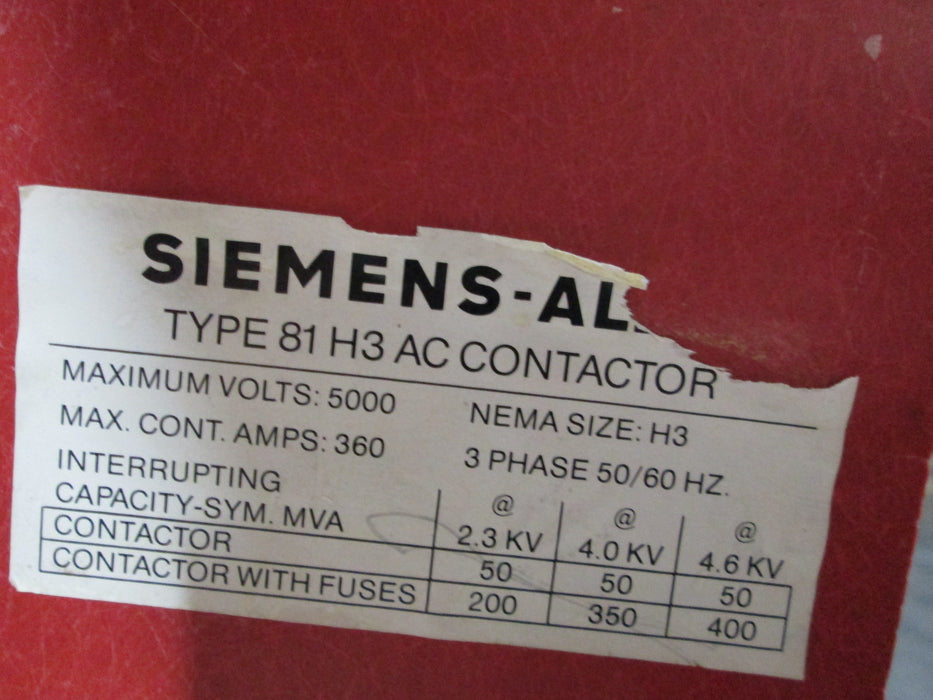 SIEMENS-AL
TYPE 81 H3 AC CONTACTOR
MAXIMUM VOLTS: 5000 NEMA SIZE: H3
MAX. CONT. AMPS: 360 3 PHASE 50/60 HZ.
INTERRUPTING @ @ @
CAPACITY-SYM. MVA 2.3 KV 4.0 KV 4.6 KV
CONTACTOR 50 50 50
CONTACTOR WITH FUSES 200 350 400